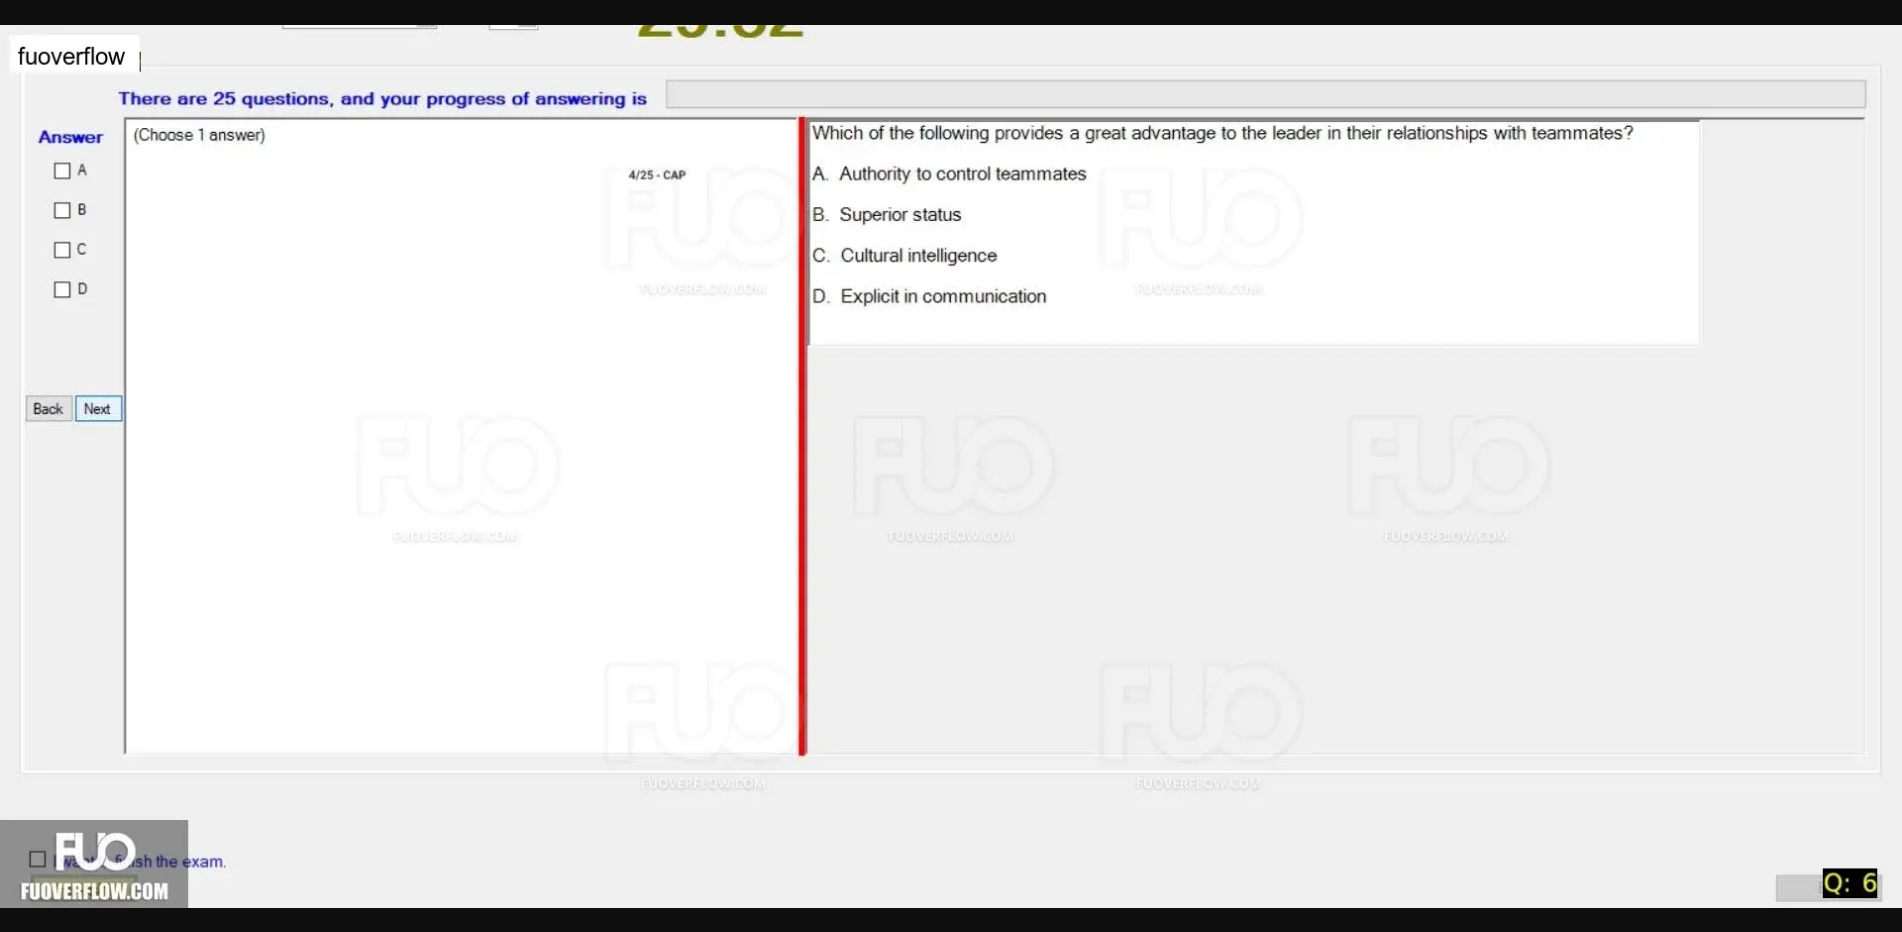 fuoverflow
There are 25 questions, and your progress of answering is
Answer
(Choose 1 answer)
A
B
C
D
4/25 - CAP
Which of the following provides a great advantage to the leader in their relationships with teammates?
A. Authority to control teammates
B. Superior status
C. Cultural intelligence
D. Explicit in communication
Back
Next
FUO
FUOVERFLOW.COM
FUO
FUOVERFLOW.COM
FUO
FUOVERFLOW.COM
FUO
FUOVERFLOW.COM
FUO
FUOVERFLOW.COM
FUO
FUOVERFLOW.COM
FUO
FUOVERFLOW.COM
the exam.
FUO
FUOVERFLOW.COM
Q: 6